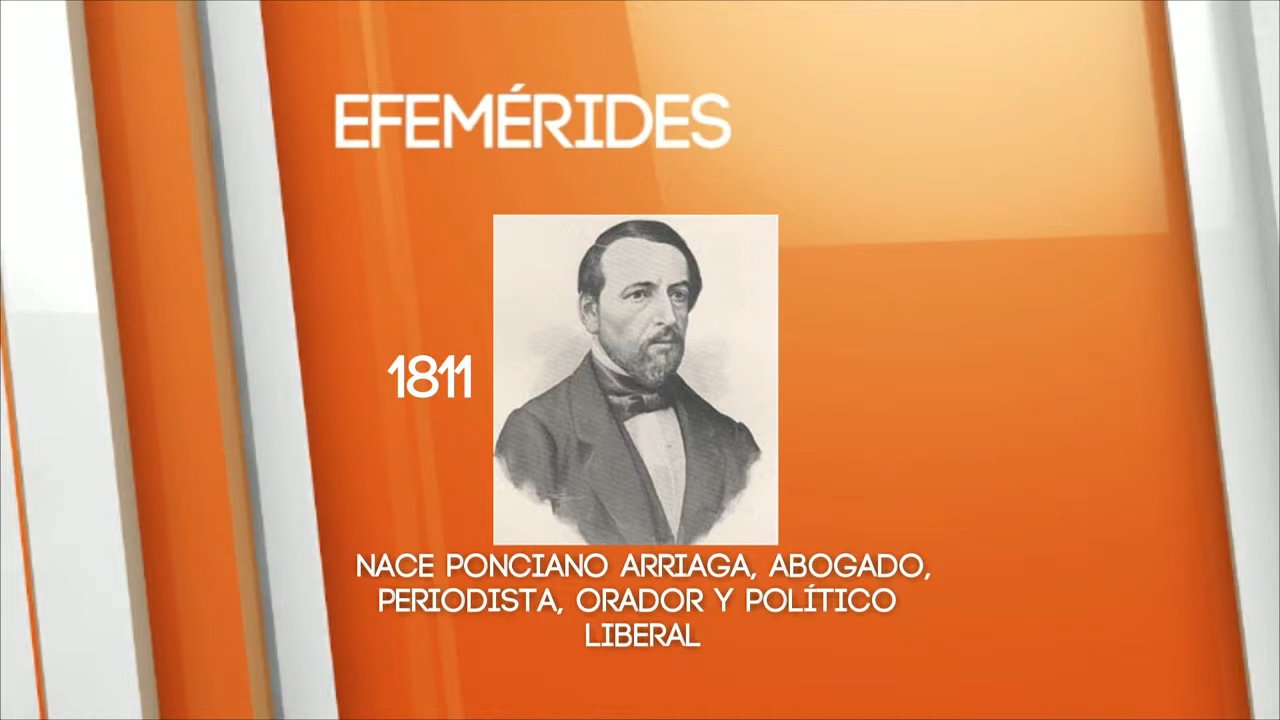 EFEMÉRIDES
1811
NACE PONCIANO ARRIAGA, ABOGADO,
PERIODISTA, ORADOR Y POLÍTICO
LIBERAL